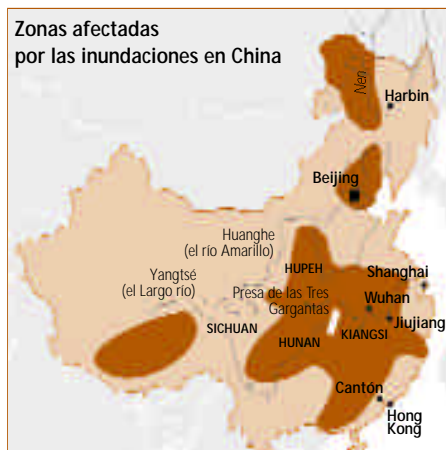 Zonas afectadas
por las inundaciones en China
Nen
Harbin
Beijing
Huanghe
(el río Amarillo)
HUPEH
Shanghai
Yangtsé
(el Largo río)
Presa de las Tres
Gargantas
Wuhan
Jiujiang
SICHUAN
HUNAN
KIANGSI
Cantón
Hong
Kong